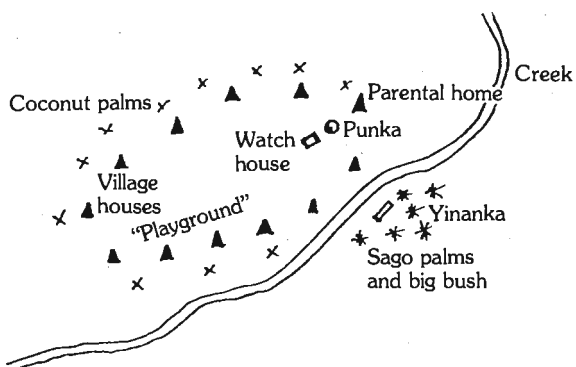 Creek
Parental home
Coconut palms
Punka
Watch
house
Village
houses
"Playground"
Yinanka
Sago palms
and big bush